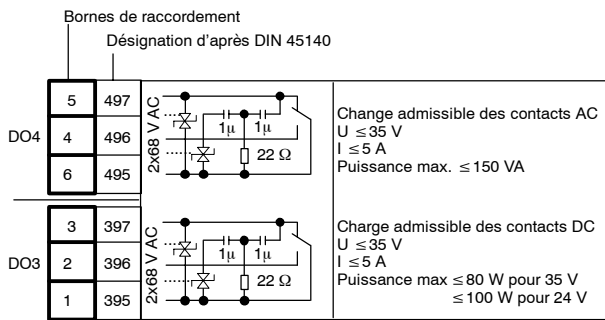 Bornes de raccordement
Désignation d'après DIN 45140
DO4
5 497
4 496
6 495
2x68 V AC
1µ 1µ
22 Ω
Change admissible des contacts AC
U ≤35 V
I ≤5 A
Puissance max. ≤150 VA
DO3
3 397
2 396
1 395
2x68 V AC
1µ 1µ
22 Ω
Charge admissible des contacts DC
U ≤35 V
I ≤5 A
Puissance max ≤80 W pour 35 V
≤100 W pour 24 V